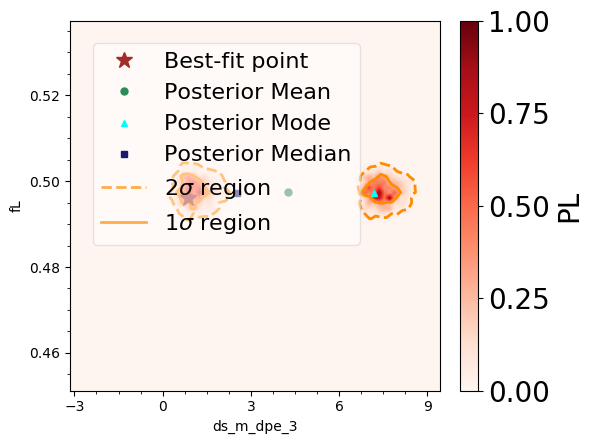 Best-fit point
Posterior Mean
Posterior Mode
Posterior Median
2σ region
1σ region
0.52
0.50
0.48
0.46
fL
−3
0
3
6
9
ds_m_dpe_3
1.00
0.75
0.50
0.25
0.00
PL